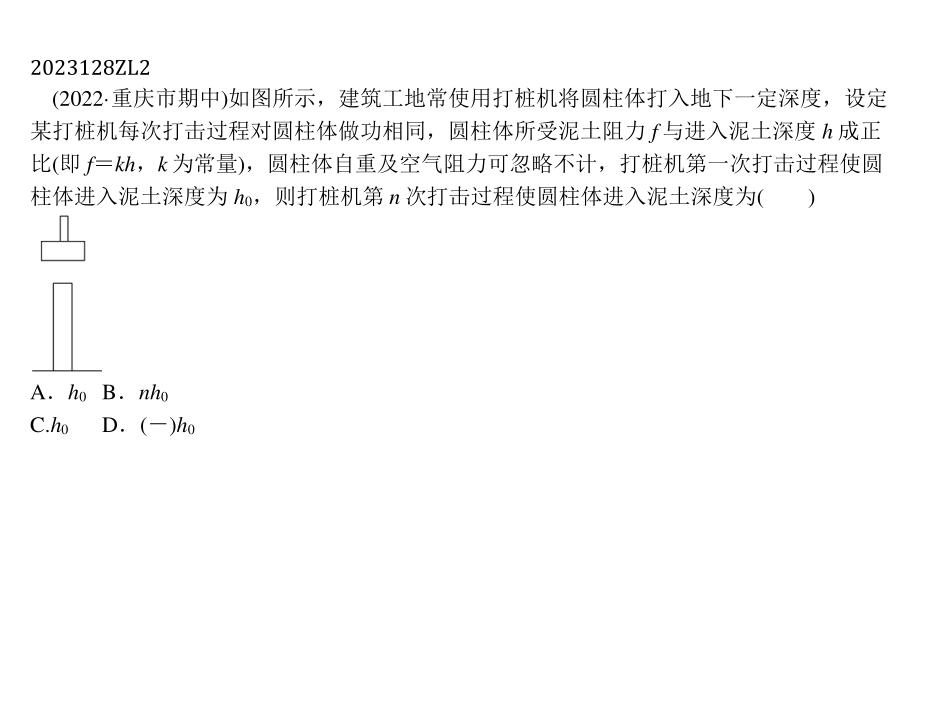 2023128ZL2
(2022·重庆市期中)如图所示，建筑工地常使用打桩机将圆柱体打入地下一定深度，设定
某打桩机每次打击过程对圆柱体做功相同，圆柱体所受泥土阻力 f 与进入泥土深度 h 成正
比(即 f＝kh，k 为常量)，圆柱体自重及空气阻力可忽略不计，打桩机第一次打击过程使圆
柱体进入泥土深度为 h0，则打桩机第 n 次打击过程使圆柱体进入泥土深度为(　　)
A．h0 B．nh0
C.h0 D．(－)h0